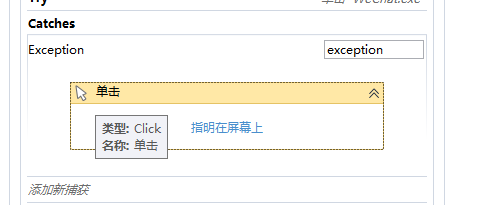 Try
单击 "WeChat.exe"
Catches
Exception
exception
单击
类型: Click
指明在屏幕上
名称: 单击
添加新捕获